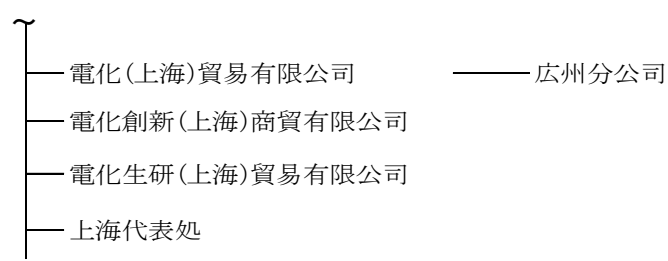 電化(上海)貿易有限公司 広州分公司
電化創新(上海)商貿有限公司
電化生研(上海)貿易有限公司
上海代表処